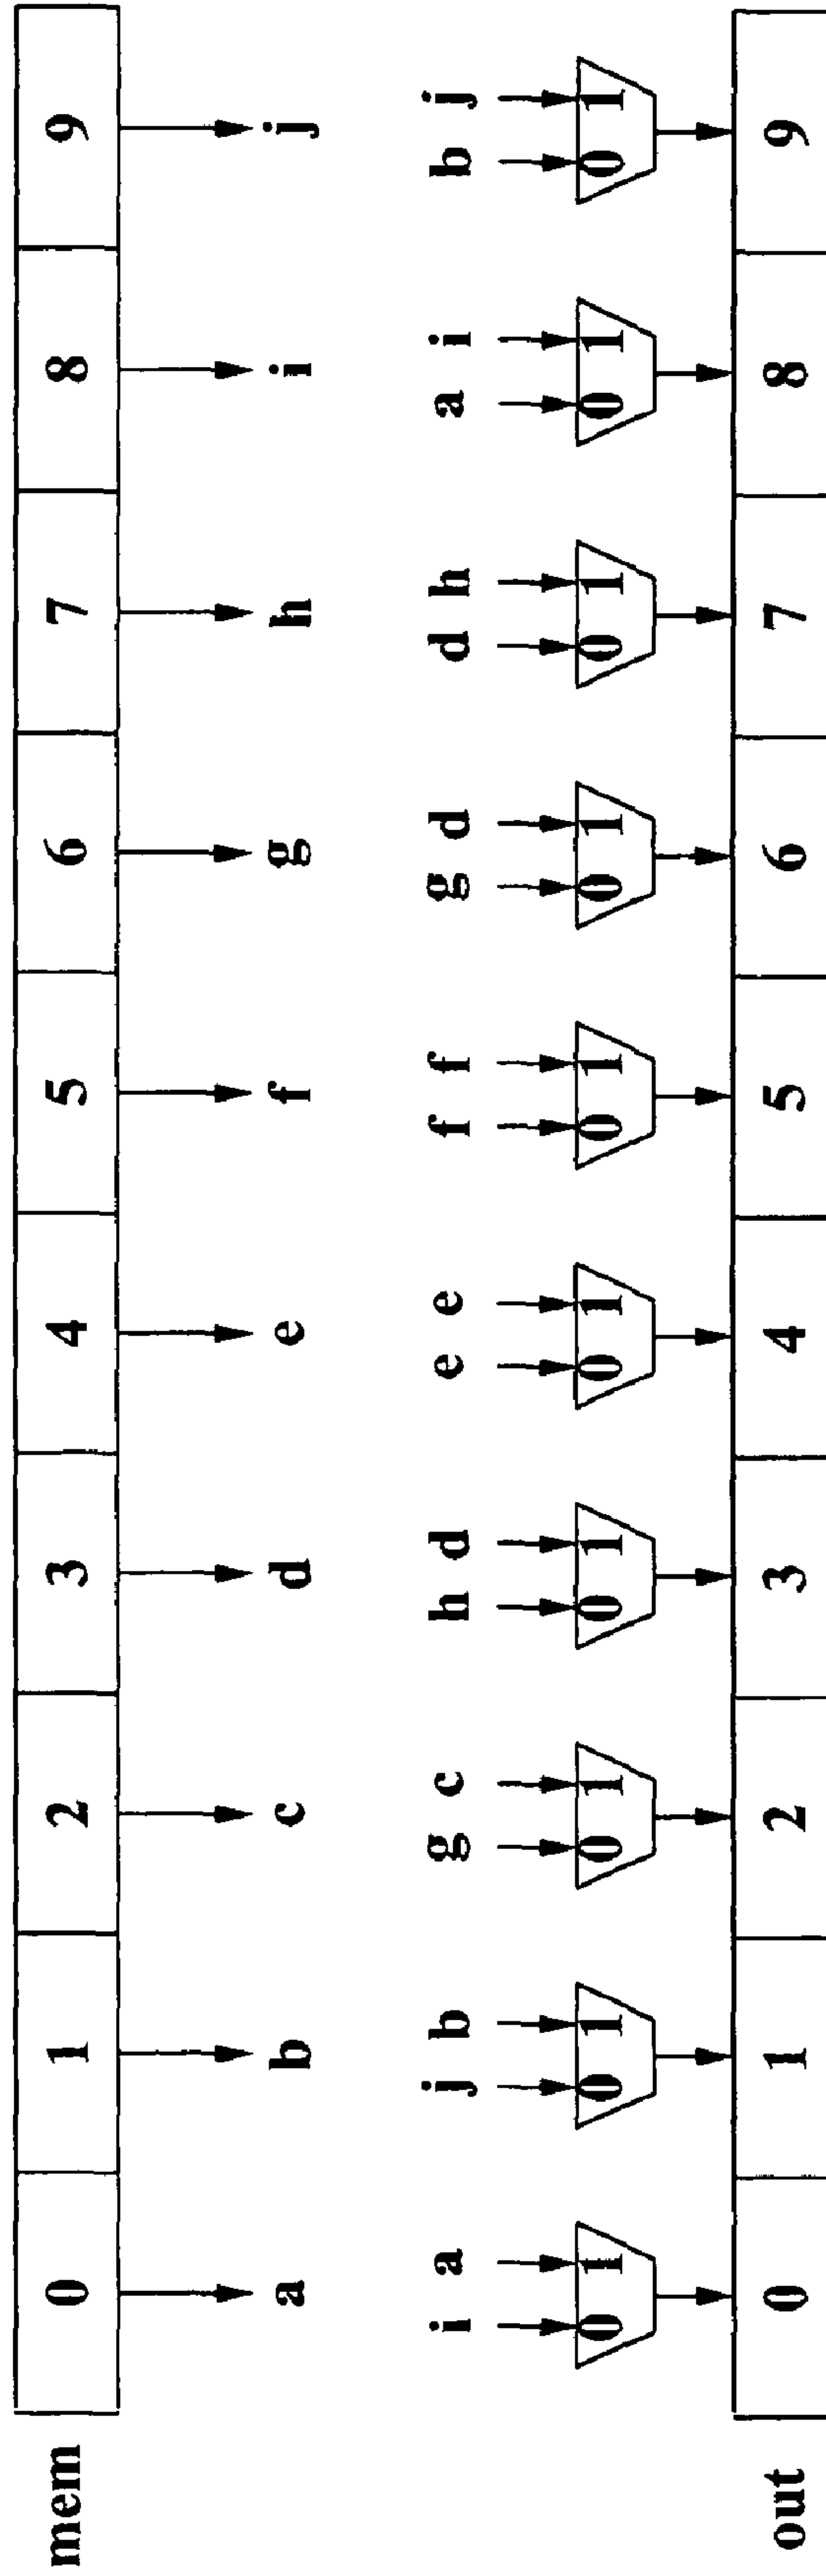 mem 0 1 2 3 4 5 6 7 8 9
a b c d e f g h i j
i a j b g c h d e e f f g d d h a i b j
0 1 0 1 0 1 0 1 0 1 0 1 0 1 0 1 0 1 0 1
out 0 1 2 3 4 5 6 7 8 9